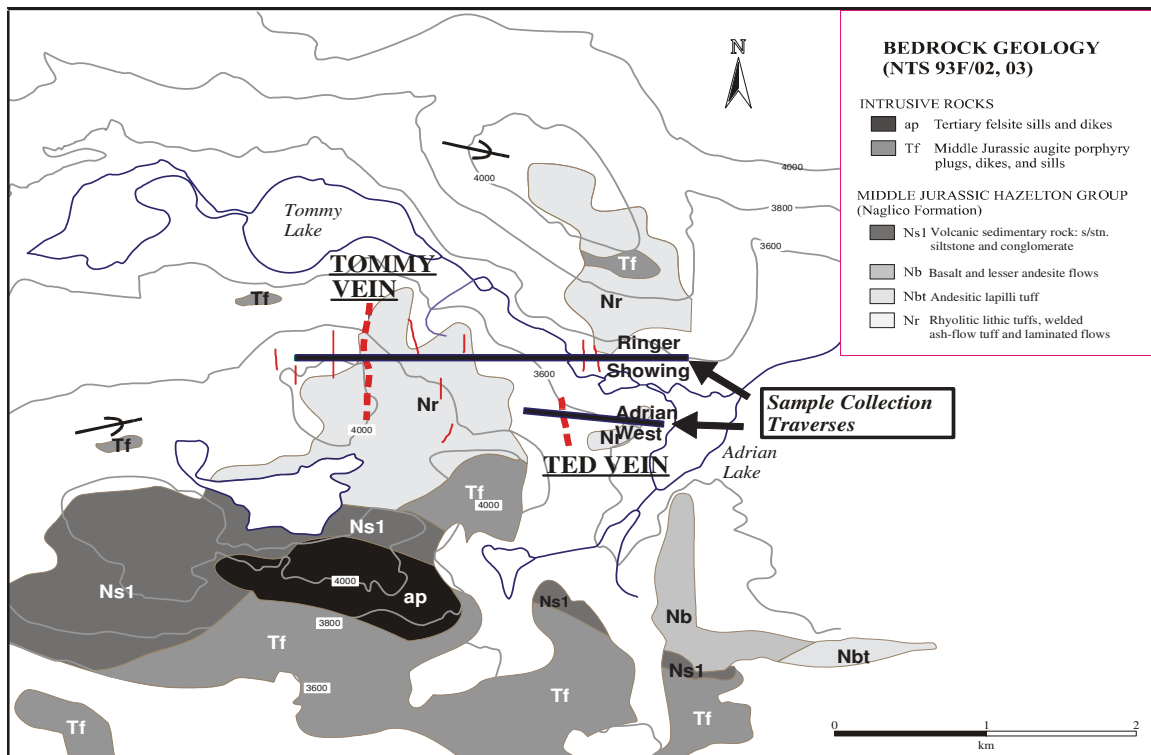 BEDROCK GEOLOGY
(NTS 93F/02, 03)
INTRUSIVE ROCKS
ap Tertiary felsite sills and dikes
Tf Middle Jurassic augite porphyry
plugs, dikes, and sills
MIDDLE JURASSIC HAZELTON GROUP
(Naglico Formation)
Ns1 Volcanic sedimentary rock: s/stn.
siltstone and conglomerate
Nb Basalt and lesser andesite flows
Nbt Andesitic lapilli tuff
Nr Rhyolitic lithic tuffs, welded
ash-flow tuff and laminated flows
N
4000
4000
3800
3600
Tommy
Lake
Tf
TOMMY
VEIN
Tf
Nr
Ringer
Showing
3600
Nr
Adrian
West
Nr
Sample Collection
Traverses
4000
Tf
TED VEIN
Adrian
Lake
Tf
4000
Ns1
4000
Ns1
ap
Ns1
3800
Nb
Tf
Nbt
Ns1
3600
Tf
Tf
Tf
0 1 2
km